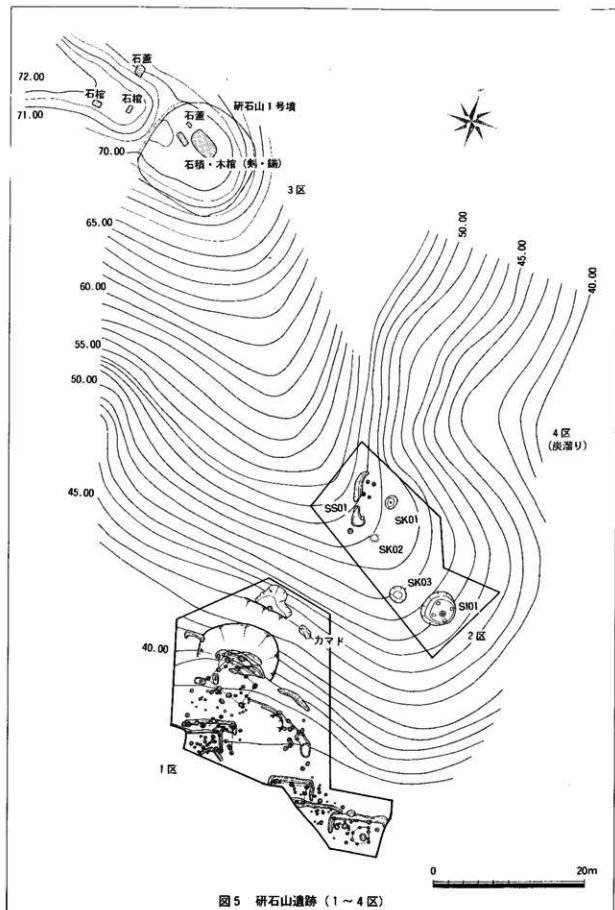 石蓋
72.00
石棺
石棺
71.00
研石山1号墳
石蓋
70.00
石積・木棺(剣・鏃)
3区
65.00
60.00
55.00
50.00
45.00
50.00
45.00
40.00
4区
(炭溜り)
SS01
SK01
SK02
SK03
SI01
2区
カマド
40.00
1区
0 20m
図5 研石山遺跡(1~4区)